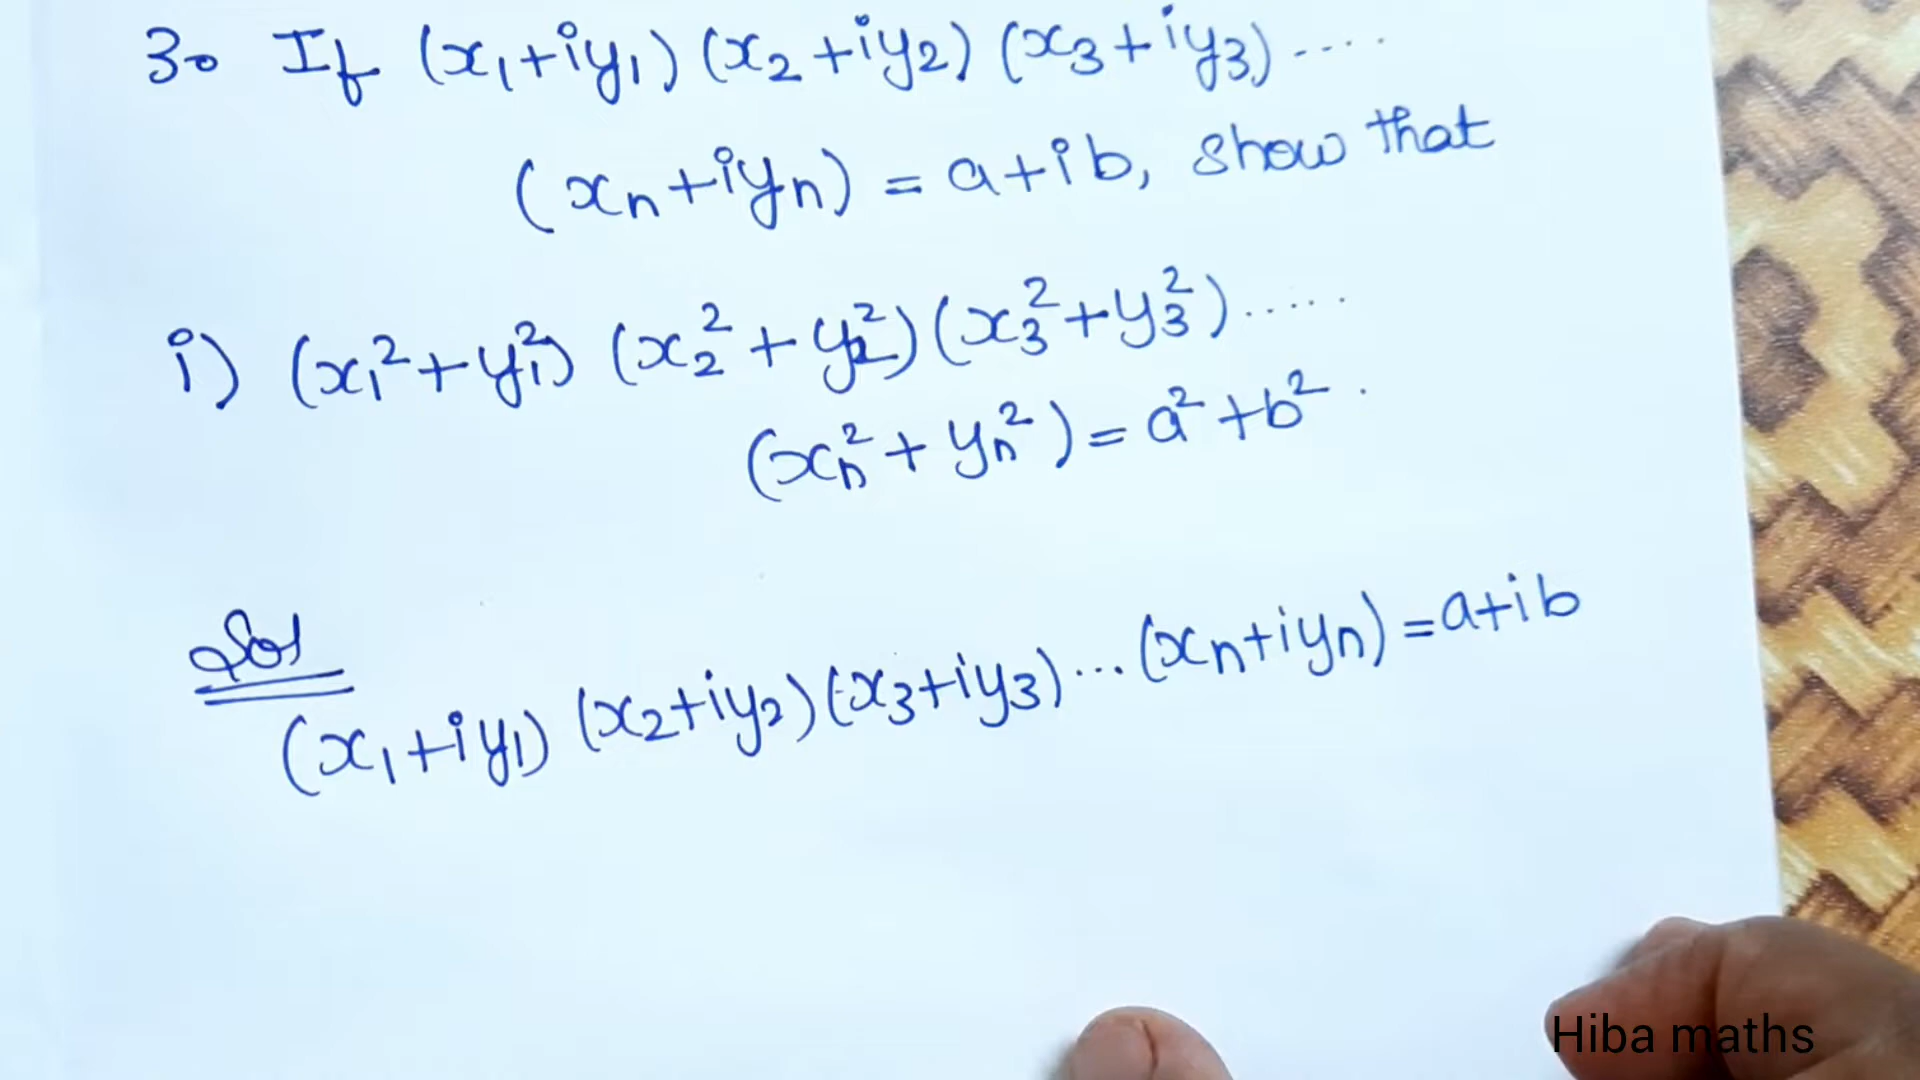 3. If (x₁+iy₁) (x₂+iy₂) (x₃+iy₃) ....
(xₙ+iyₙ) = a+ib, show that
i) (x₁²+y₁²) (x₂²+y₂²) (x₃²+y₃²) .....
(xₙ²+yₙ²) = a²+b².
Sol
(x₁+iy₁) (x₂+iy₂) (x₃+iy₃) ... (xₙ+iyₙ) = a+ib
Hiba maths